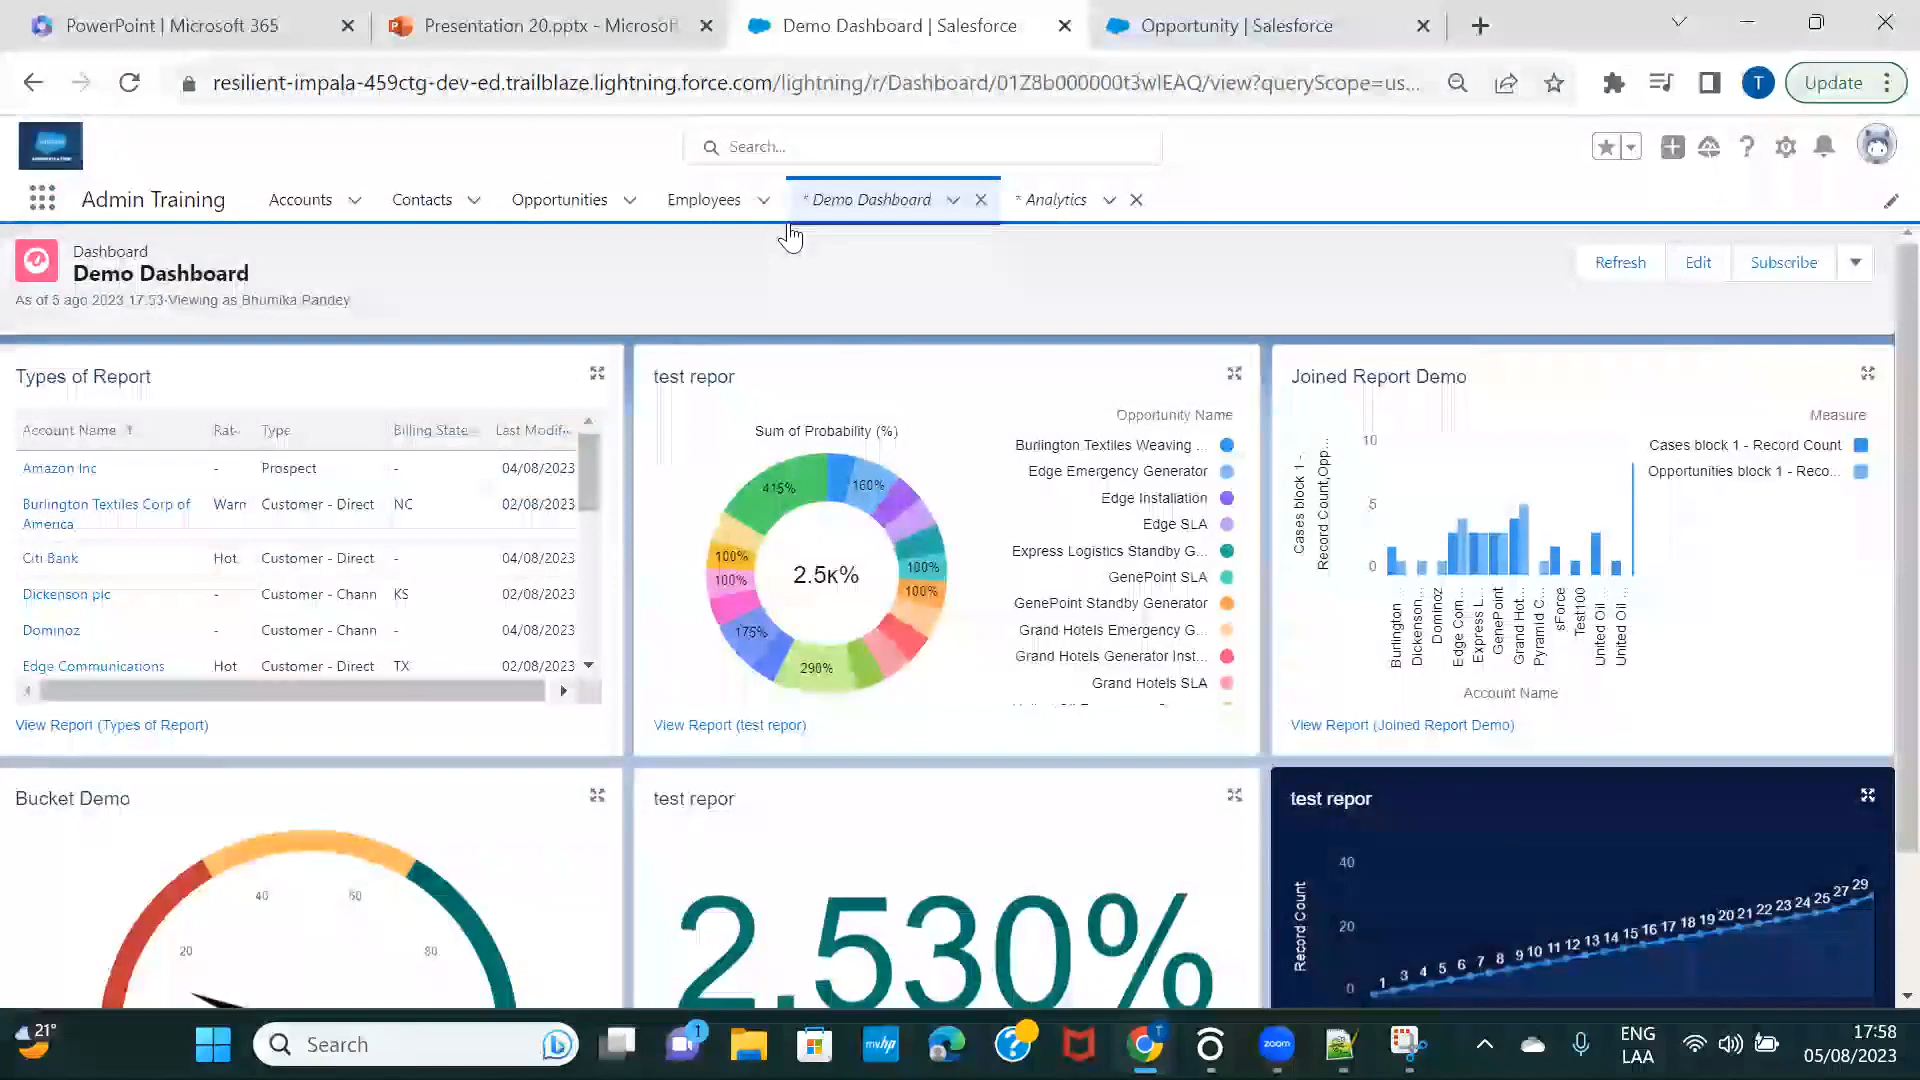 PowerPoint | Microsoft 365
Presentation 20.pptx - Microsof
Demo Dashboard | Salesforce
Opportunity | Salesforce
resilient-impala-459ctg-dev-ed.trailblaze.lightning.force.com/lightning/r/Dashboard/01Z8b000000t3wlEAQ/view?queryScope=us...
T
Update
Search...
Admin Training
Accounts
Contacts
Opportunities
Employees
* Demo Dashboard
* Analytics
Dashboard
Demo Dashboard
As of 5 ago 2023 17:53·Viewing as Bhumika Pandey
Refresh
Edit
Subscribe
Types of Report
Account Name ↑ Rat.. Type Billing State.. Last Modif..
Amazon Inc - Prospect - 04/08/2023
Burlington Textiles Corp of America Warm Customer - Direct NC 02/08/2023
Citi Bank Hot Customer - Direct - 04/08/2023
Dickenson plc - Customer - Chann KS 02/08/2023
Dominoz - Customer - Chann - 04/08/2023
Edge Communications Hot Customer - Direct TX 02/08/2023
View Report (Types of Report)
test repor
Sum of Probability (%)
415%
160%
100%
100%
100%
100%
175%
290%
2.5K%
Opportunity Name
Burlington Textiles Weaving ...
Edge Emergency Generator
Edge Installation
Edge SLA
Express Logistics Standby G...
GenePoint SLA
GenePoint Standby Generator
Grand Hotels Emergency G...
Grand Hotels Generator Inst...
Grand Hotels SLA
View Report (test repor)
Joined Report Demo
Measure
Cases block 1 - Record Count
Opportunities block 1 - Reco...
Cases block 1 -
Record Count,Opp...
10
5
0
Burlington ...
Dickenson...
Dominoz
Edge Com...
Express L...
GenePoint
Grand Hot...
Pyramid C...
sForce
Test100
United Oil ...
United Oil ...
Account Name
View Report (Joined Report Demo)
Bucket Demo
20
40
60
80
test repor
2,530%
test repor
Record Count
40
20
0
1 3 4 5 6 7 8 9 10 11 12 13 14 15 16 17 18 19 20 21 22 23 24 25 27 29
21°
Search
1
myhp
T
zoom
ENG
LAA
17:58
05/08/2023